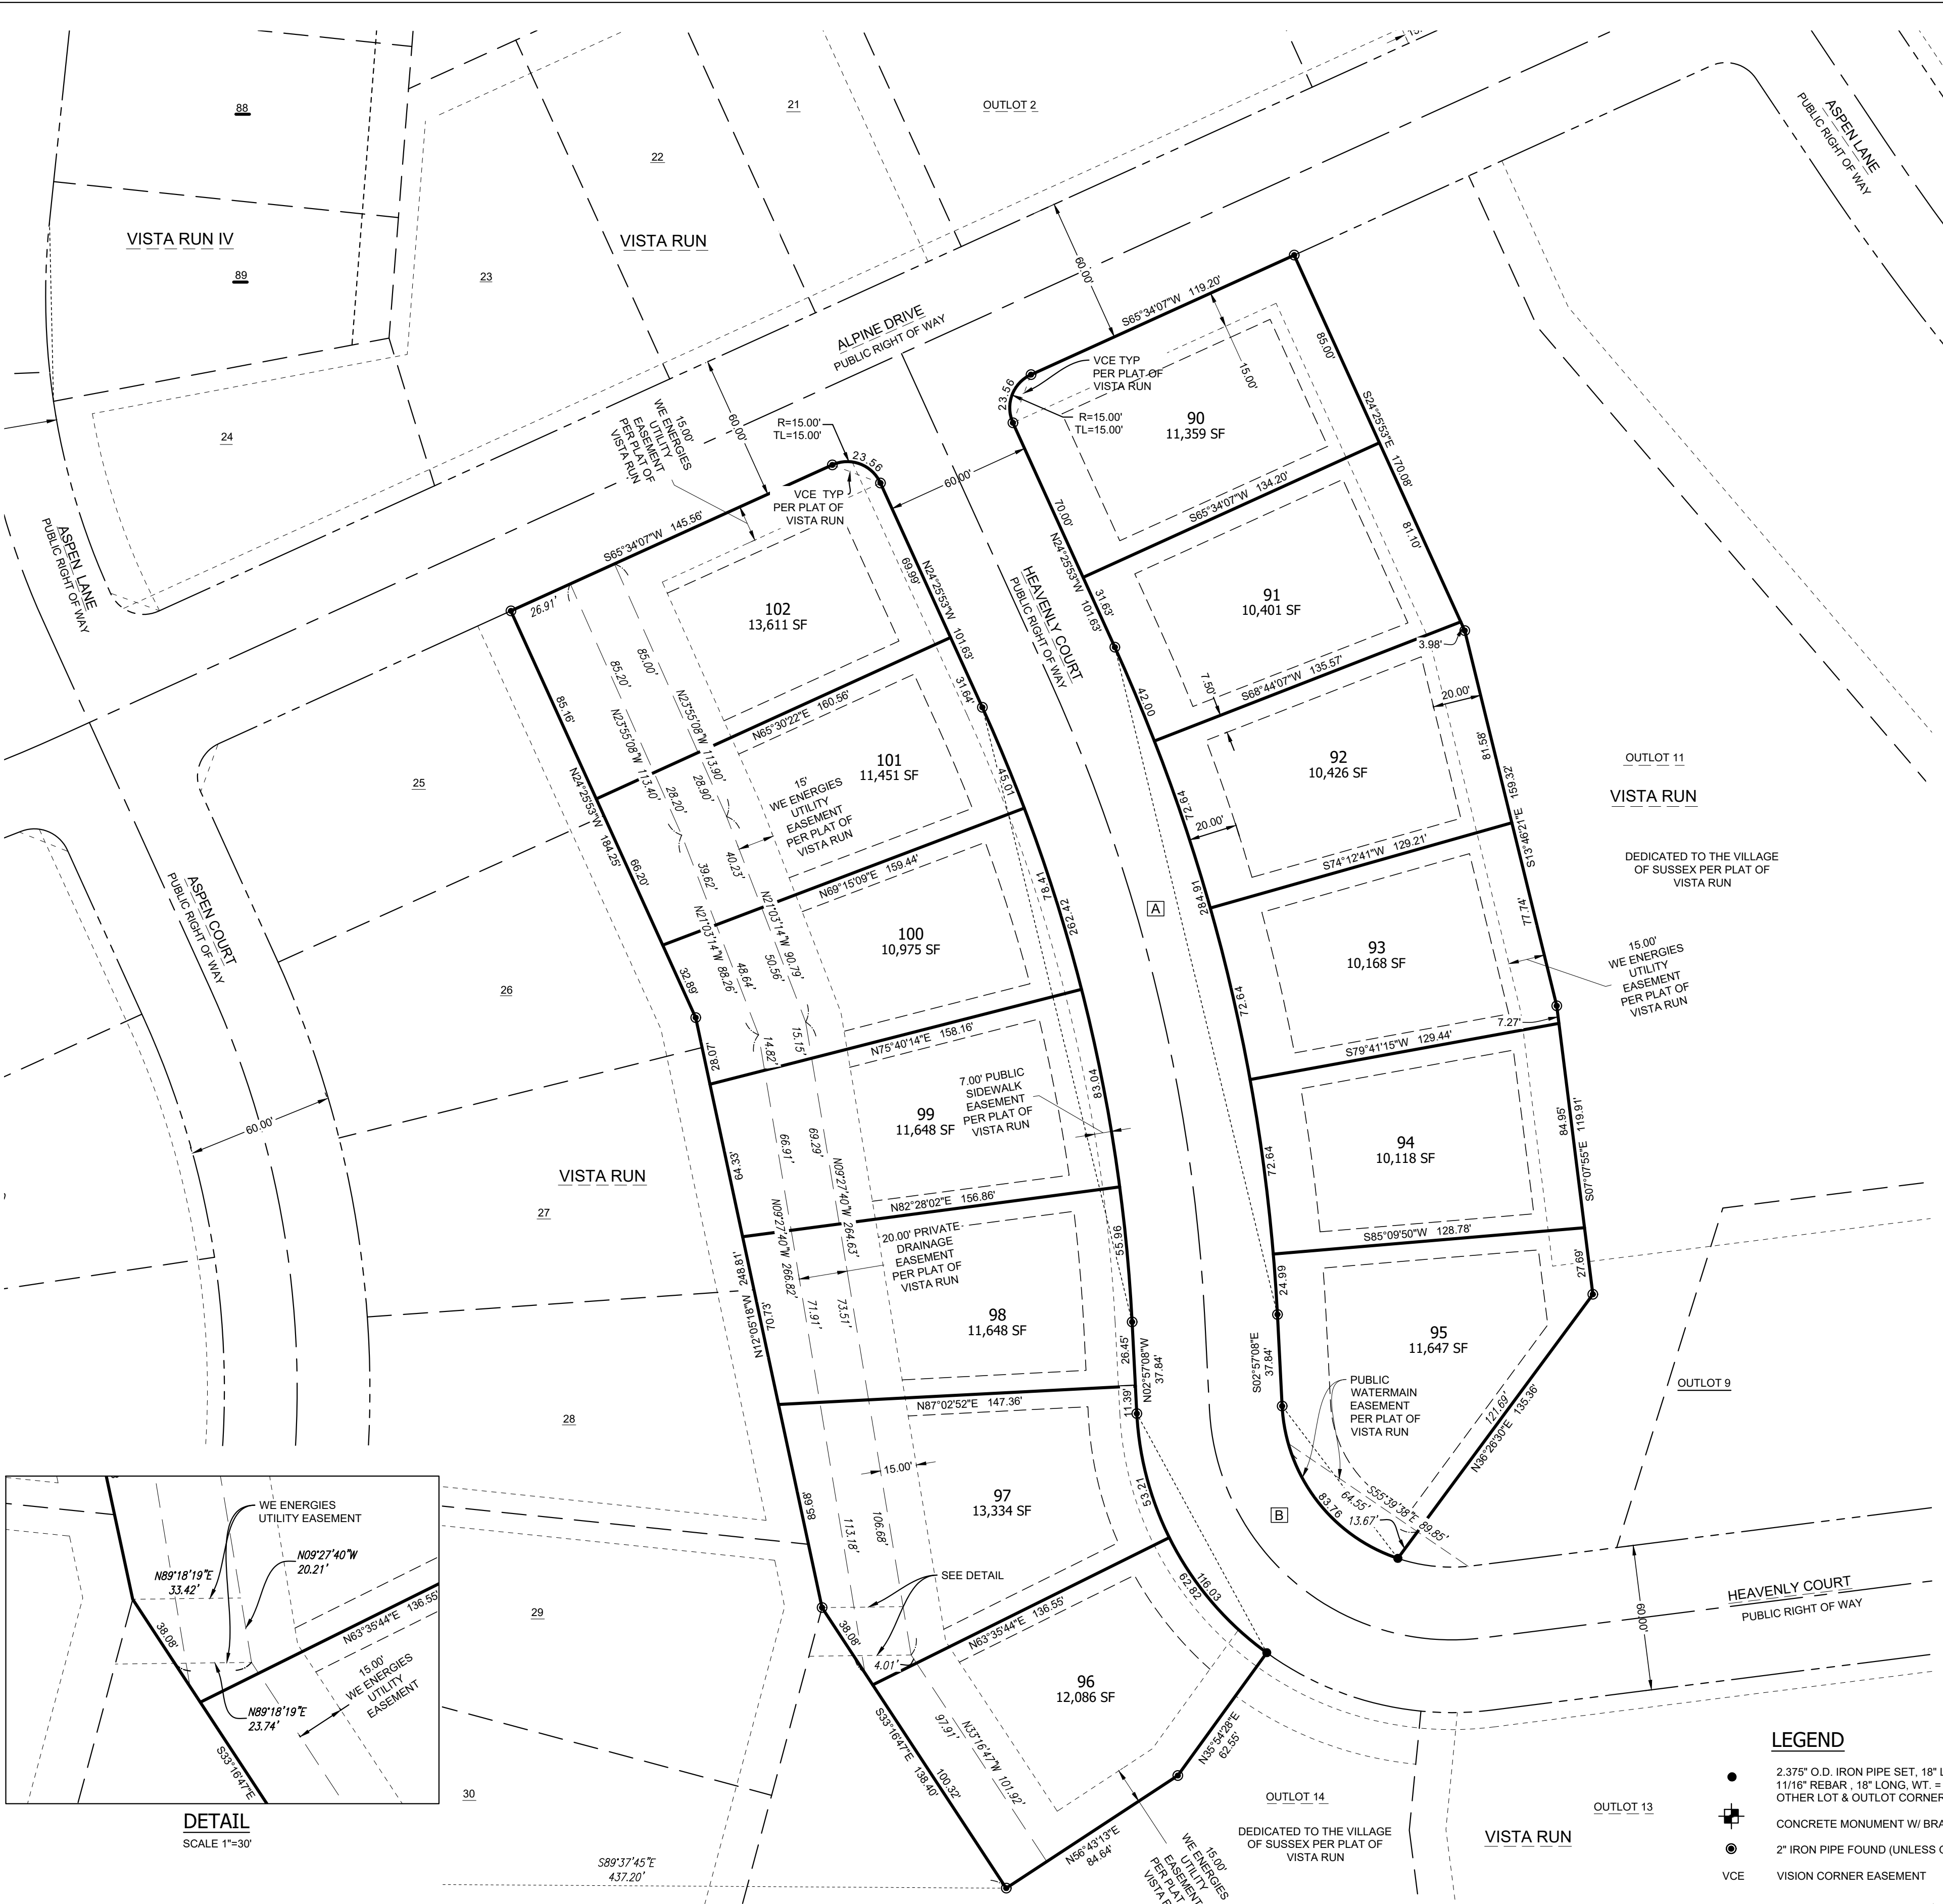 88
VISTA RUN IV
89
21
OUTLOT 2
22
VISTA RUN
23
24
ASPEN LANE
PUBLIC RIGHT OF WAY
ALPINE DRIVE
PUBLIC RIGHT OF WAY
60.00'
60.00'
ASPEN LANE
PUBLIC RIGHT OF WAY
S65°34'07"W 119.20'
85.00'
15.00'
VCE TYP
PER PLAT OF
VISTA RUN
23.56
R=15.00'
TL=15.00'
90
11,359 SF
S24°25'53"E 170.08'
S65°34'07"W 134.20'
70.00'
N24°25'53"W 101.63'
31.63'
81.10'
91
10,401 SF
3.98'
S68°44'07"W 135.57'
7.50'
42.00
20.00'
81.58'
92
10,426 SF
72.64
20.00'
S74°12'41"W 129.21'
S13°46'21"E 159.32'
284.91
77.74'
93
10,168 SF
15.00'
WE ENERGIES
UTILITY
EASEMENT
PER PLAT OF
VISTA RUN
7.27'
S79°41'15"W 129.44'
72.64
84.95'
S07°07'55"E 119.91'
94
10,118 SF
72.64
S85°09'50"W 128.78'
24.99
27.69'
95
11,647 SF
S02°57'08"E
37.84'
PUBLIC
WATERMAIN
EASEMENT
PER PLAT OF
VISTA RUN
121.69'
N36°26'30"E 135.36'
64.55'
S55°39'38"E 89.85'
13.67'
83.76
A
B
OUTLOT 11
VISTA RUN
DEDICATED TO THE VILLAGE
OF SUSSEX PER PLAT OF
VISTA RUN
OUTLOT 9
HEAVENLY COURT
PUBLIC RIGHT OF WAY
60.00'
HEAVENLY COURT
PUBLIC RIGHT OF WAY
60.00'
R=15.00'
TL=15.00'
23.56
VCE TYP
PER PLAT OF
VISTA RUN
15.00'
WE ENERGIES
UTILITY
EASEMENT
PER PLAT OF
VISTA RUN
S65°34'07"W 145.56'
26.91'
69.99'
N24°25'53"W 101.63'
31.64'
102
13,611 SF
85.20'
85.00'
85.16'
N23°55'08"W 113.40'
N23°55'08"W 113.90'
N65°30'22"E 160.56'
28.20'
28.90'
101
11,451 SF
15'
WE ENERGIES
UTILITY
EASEMENT
PER PLAT OF
VISTA RUN
45.01
N24°25'53"W 184.25'
66.20'
39.62'
40.23'
N69°15'09"E 159.44'
78.41
262.42
N21°03'14"W 88.26'
N21°03'14"W 90.79'
48.64'
50.56'
100
10,975 SF
32.89'
14.82'
15.15'
28.07'
N75°40'14"E 158.16'
83.04
99
11,648 SF
7.00' PUBLIC
SIDEWALK
EASEMENT
PER PLAT OF
VISTA RUN
64.33'
66.91'
69.29'
N09°27'40"W 266.82'
N09°27'40"W 264.63'
N82°28'02"E 156.86'
20.00' PRIVATE
DRAINAGE
EASEMENT
PER PLAT OF
VISTA RUN
55.96
98
11,648 SF
N12°05'18"W 248.81'
70.73'
71.91'
73.51'
26.45'
N02°57'08"W
37.84'
11.39'
N87°02'52"E 147.36'
15.00'
53.21
97
13,334 SF
85.68'
113.18'
106.68'
SEE DETAIL
38.08'
4.01'
N63°35'44"E 136.55'
62.82
116.03
96
12,086 SF
S33°16'47"E 138.40'
100.32'
97.91'
N33°16'47"W 101.92'
N35°54'28"E
62.55'
N56°43'13"E
84.64'
15.00'
WE ENERGIES
UTILITY
EASEMENT
PER PLAT
S89°37'45"E
437.20'
ASPEN COURT
PUBLIC RIGHT OF WAY
60.00'
25
26
VISTA RUN
27
28
29
30
WE ENERGIES
UTILITY EASEMENT
N09°27'40"W
20.21'
N89°18'19"E
33.42'
38.08'
N63°35'44"E 136.55'
15.00'
WE ENERGIES
UTILITY
EASEMENT
N89°18'19"E
23.74'
S33°16'47"E
DETAIL
SCALE 1"=30'
OUTLOT 14
DEDICATED TO THE VILLAGE
OF SUSSEX PER PLAT OF
VISTA RUN
OUTLOT 13
VISTA RUN
LEGEND
2.375" O.D. IRON PIPE SET, 18"
11/16" REBAR , 18" LONG, WT. =
OTHER LOT & OUTLOT CORNER
CONCRETE MONUMENT W/
2" IRON PIPE FOUND (UNLESS
VCE VISION CORNER EASEMENT